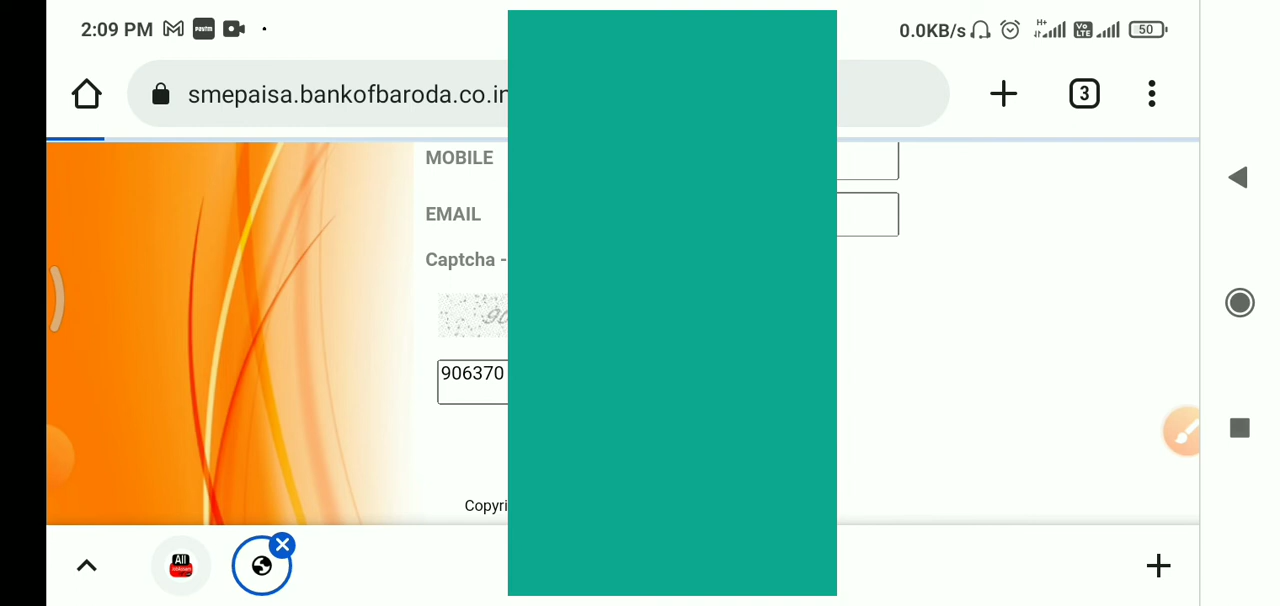 2:09 PM
0.0KB/s
50
smepaisa.bankofbaroda.co.in
3
MOBILE
EMAIL
Captcha -
906370
Copyri
All